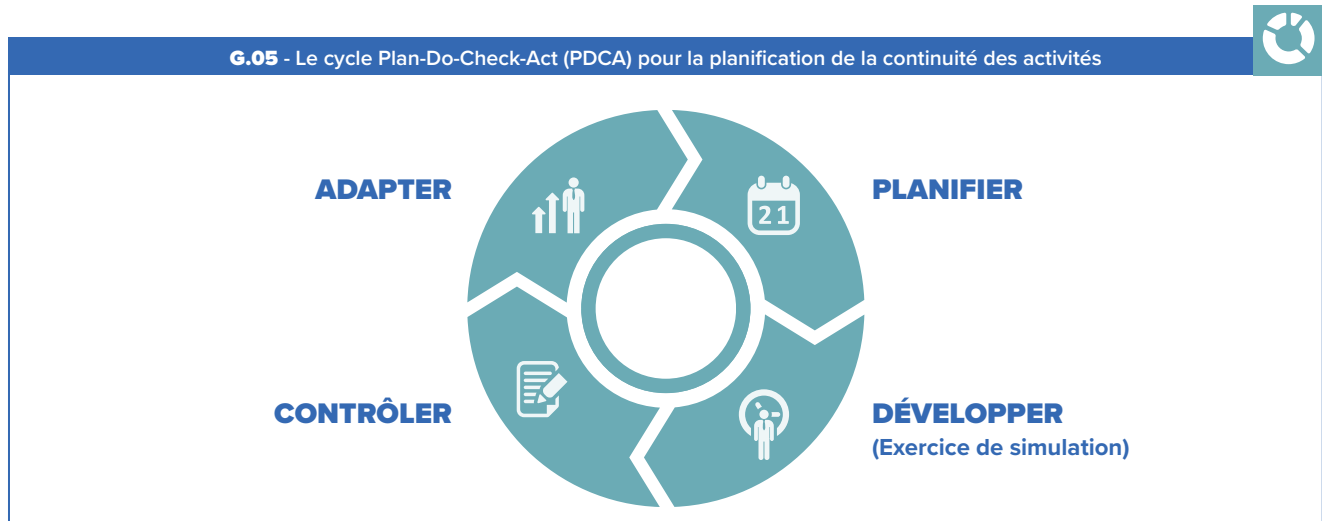 G.05 - Le cycle Plan-Do-Check-Act (PDCA) pour la planification de la continuité des activités
ADAPTER
PLANIFIER
21
CONTRÔLER
DÉVELOPPER
(Exercice de simulation)